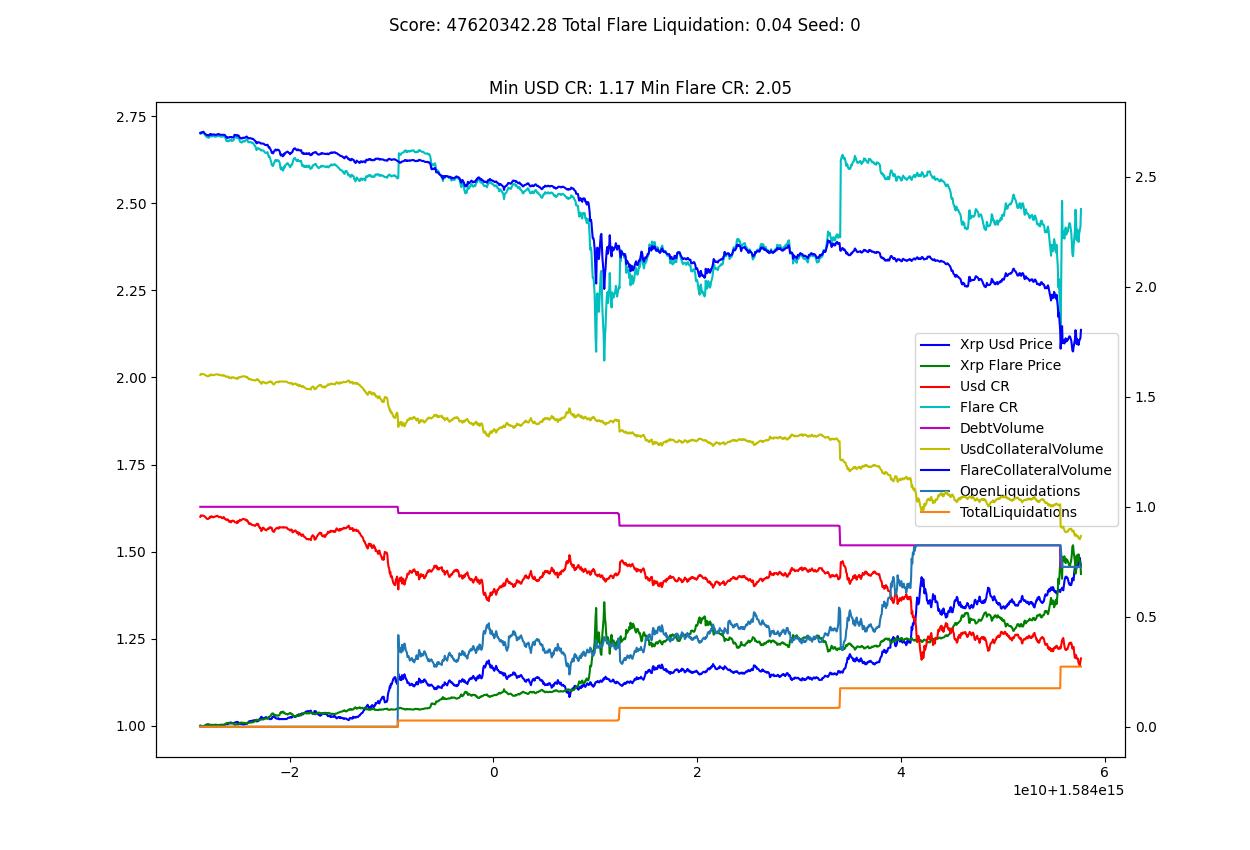 Score: 47620342.28 Total Flare Liquidation: 0.04 Seed: 0
Min USD CR: 1.17 Min Flare CR: 2.05
2.75
2.50
2.25
2.00
1.75
1.50
1.25
1.00
2.5
2.0
1.5
1.0
0.5
0.0
Xrp Usd Price
Xrp Flare Price
Usd CR
Flare CR
DebtVolume
UsdCollateralVolume
FlareCollateralVolume
OpenLiquidations
TotalLiquidations
−2 0 2 4 6
1e10+1.584e15